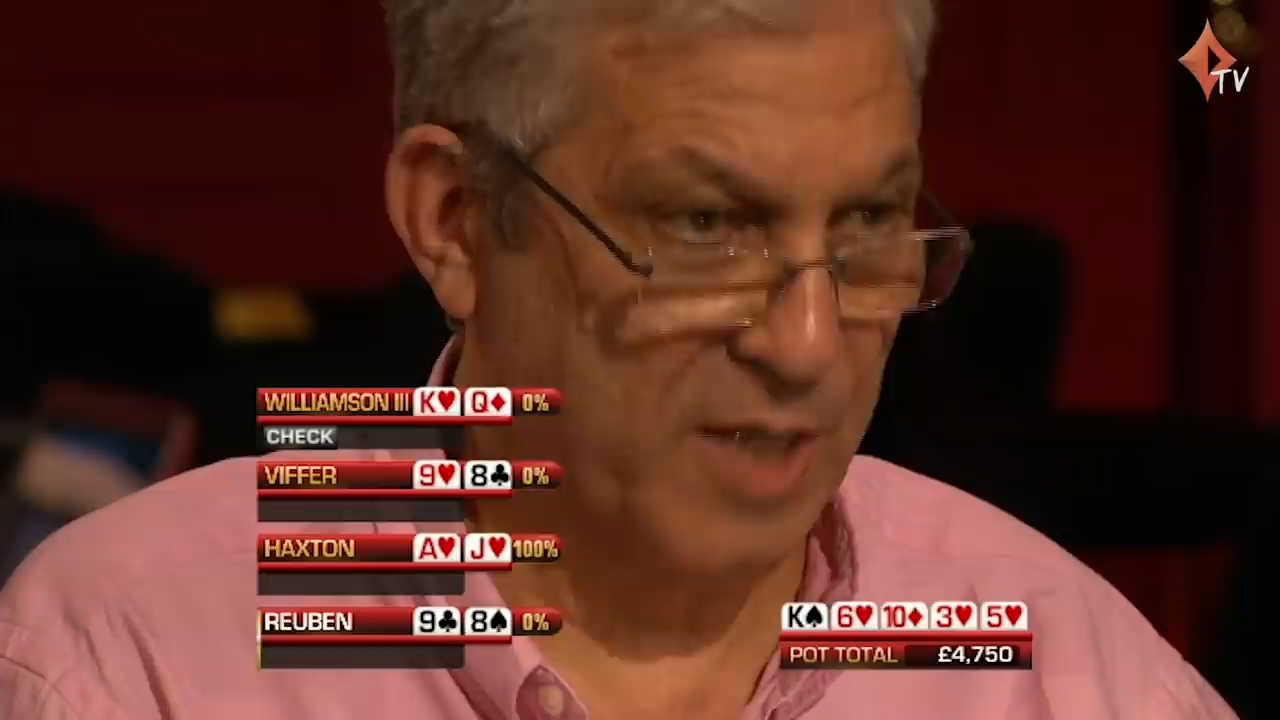 TV
WILLIAMSON III K♥ Q♦ 0%
CHECK
VIFFER 9♥ 8♣ 0%
HAXTON A♥ J♥ 100%
REUBEN 9♣ 8♠ 0%
K♠ 6♥ 10♦ 3♥ 5♥
POT TOTAL £4,750